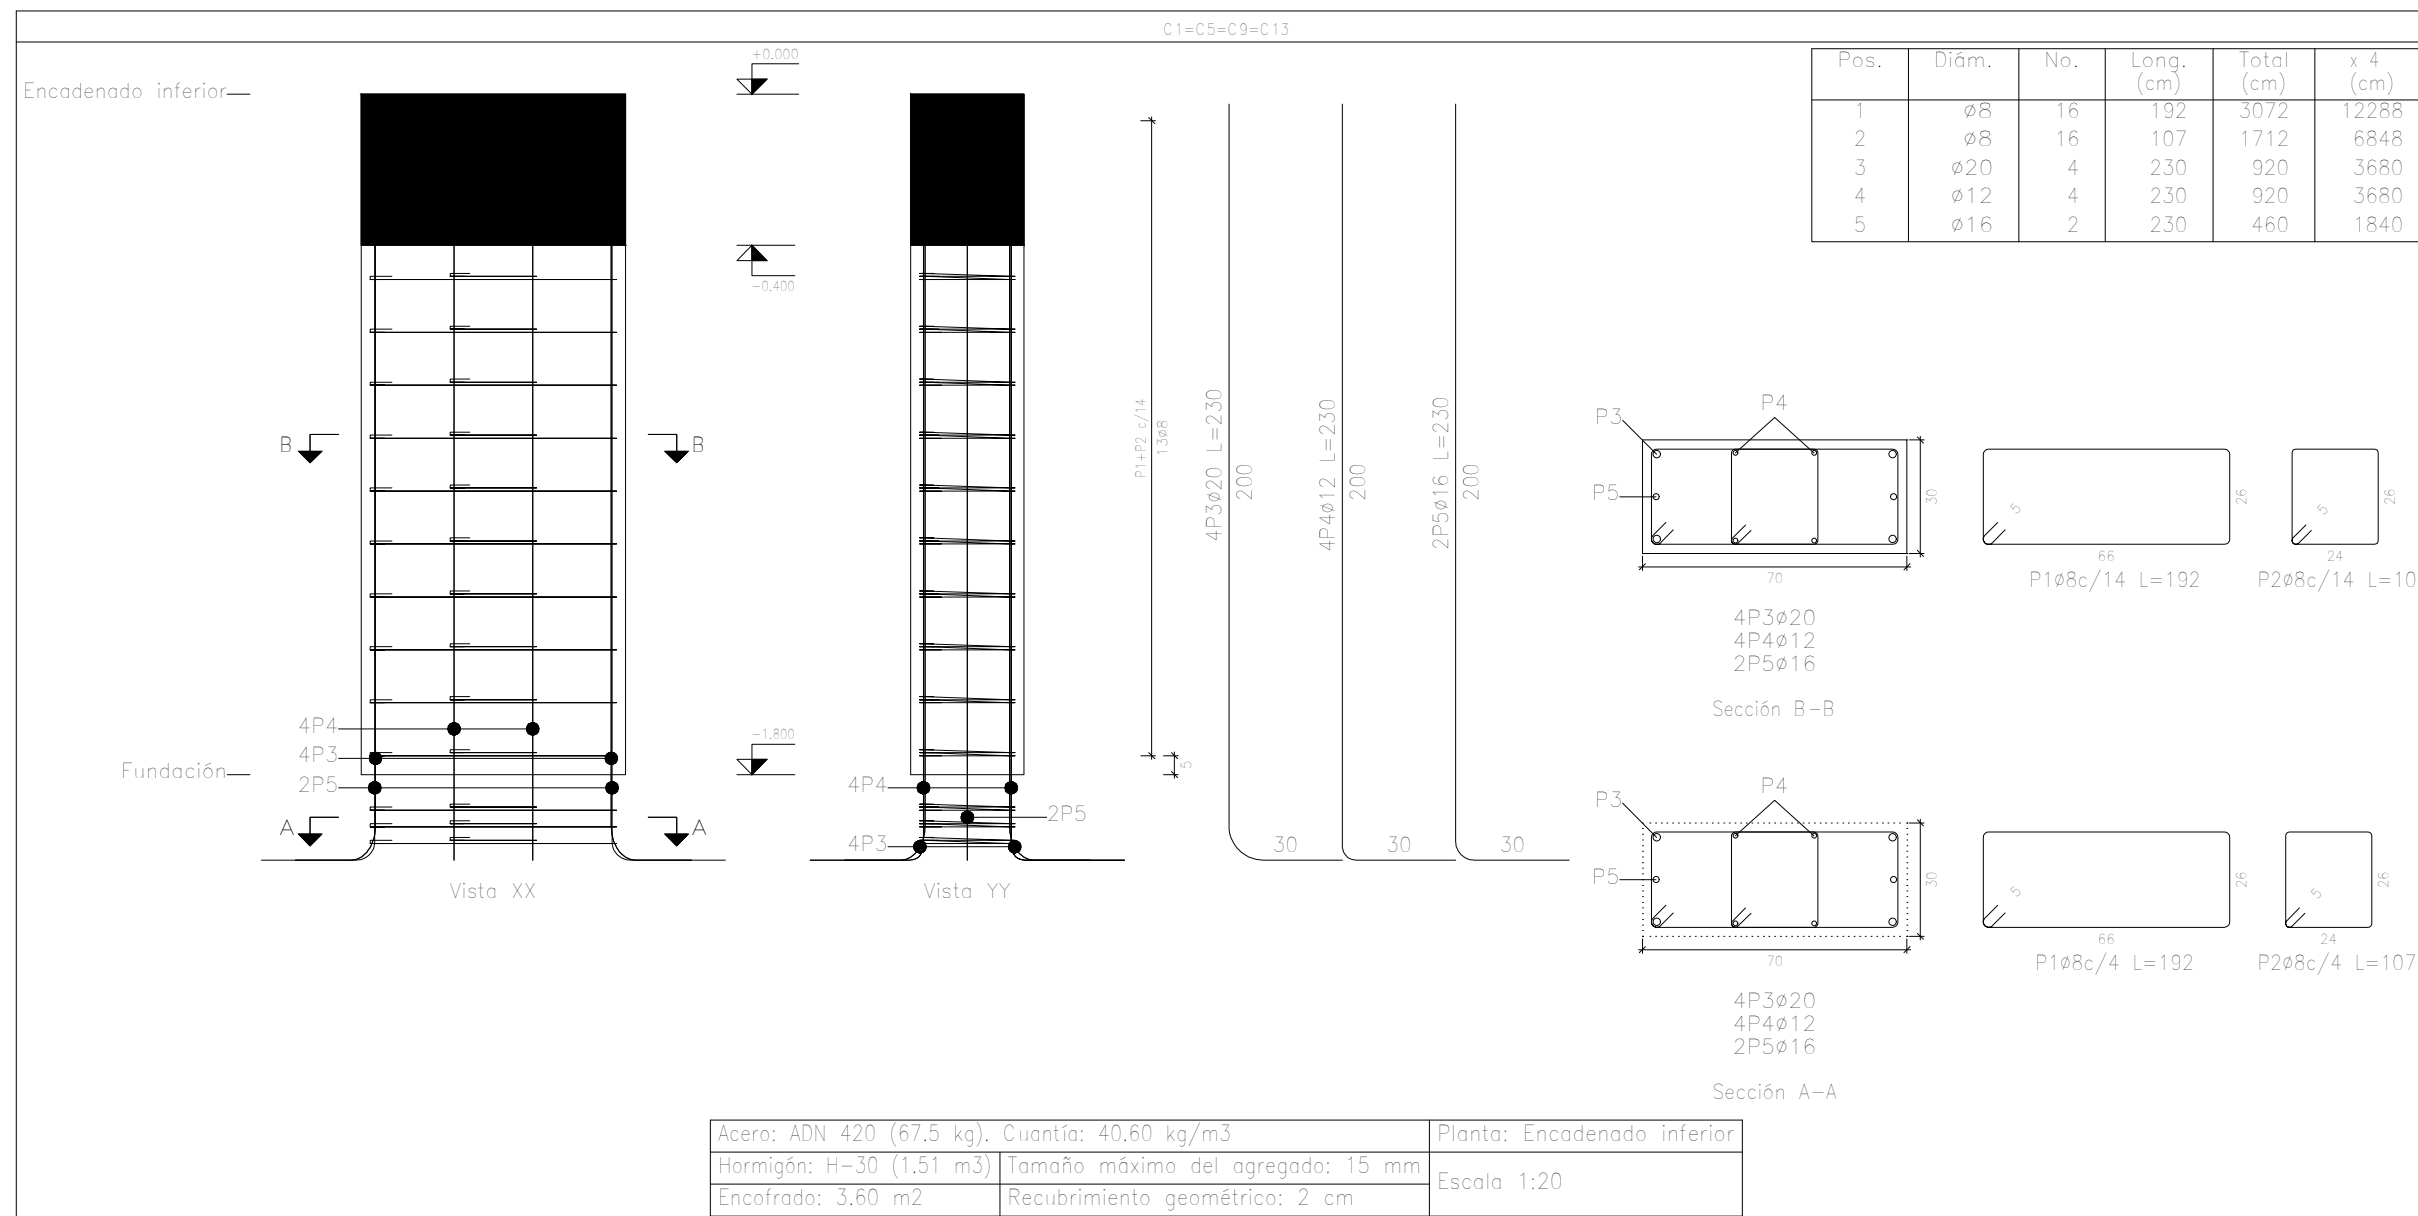 C1=C5=C9=C13
Encadenado inferior
+0.000
-0.400
B
B
4P4
4P3
Fundación
2P5
-1.800
A
A
Vista XX
4P4
2P5
4P3
Vista YY
P1+P2 c/14
13ø8
5
4P3ø20 L=230
200
30
4P4ø12 L=230
200
30
2P5ø16 L=230
200
30
Pos. Diám. No. Long. (cm) Total (cm) x 4 (cm)
1 ø8 16 192 3072 12288
2 ø8 16 107 1712 6848
3 ø20 4 230 920 3680
4 ø12 4 230 920 3680
5 ø16 2 230 460 1840
P3
P4
P5
30
70
4P3ø20
4P4ø12
2P5ø16
Sección B-B
5
26
66
P1ø8c/14 L=192
5
26
24
P2ø8c/14 L=10
P3
P4
P5
30
70
4P3ø20
4P4ø12
2P5ø16
Sección A-A
5
26
66
P1ø8c/4 L=192
5
26
24
P2ø8c/4 L=107
Acero: ADN 420 (67.5 kg). Cuantía: 40.60 kg/m3
Planta: Encadenado inferior
Hormigón: H-30 (1.51 m3) Tamaño máximo del agregado: 15 mm
Escala 1:20
Encofrado: 3.60 m2 Recubrimiento geométrico: 2 cm